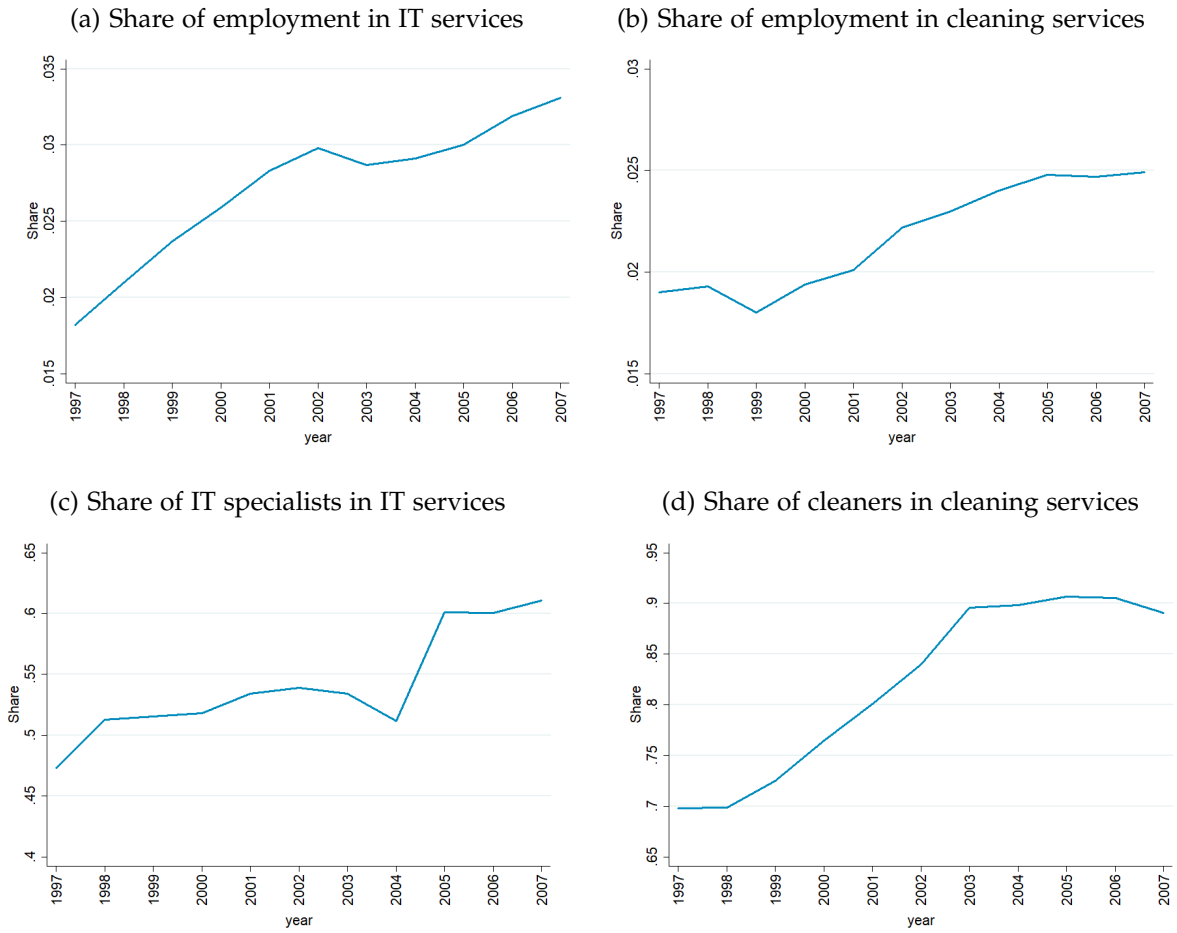 (a) Share of employment in IT services
.035
.03
.025
.02
.015
Share
1997 1998 1999 2000 2001 2002 2003 2004 2005 2006 2007
year
(b) Share of employment in cleaning services
.03
.025
.02
.015
Share
1997 1998 1999 2000 2001 2002 2003 2004 2005 2006 2007
year
(c) Share of IT specialists in IT services
.65
.6
.55
.5
.45
.4
Share
1997 1998 1999 2000 2001 2002 2003 2004 2005 2006 2007
year
(d) Share of cleaners in cleaning services
.95
.9
.85
.8
.75
.7
.65
Share
1997 1998 1999 2000 2001 2002 2003 2004 2005 2006 2007
year